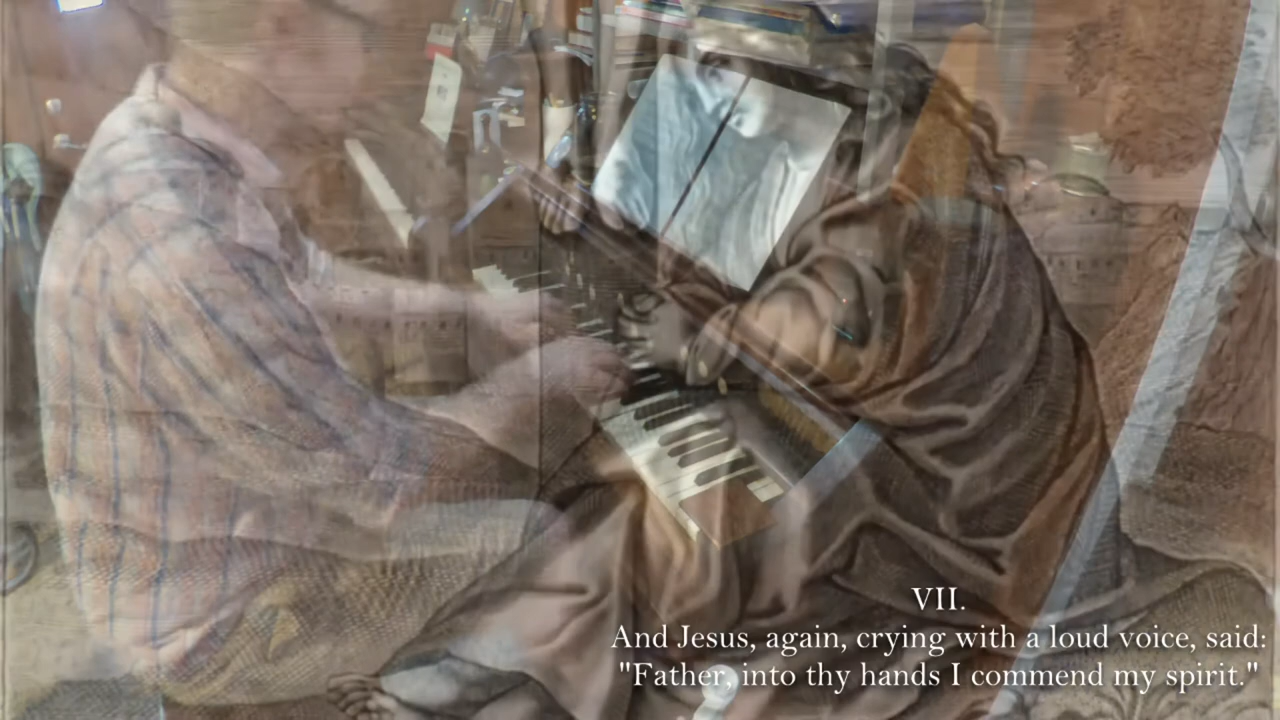 VII.
And Jesus, again, crying with a loud voice, said:
"Father, into thy hands I commend my spirit."